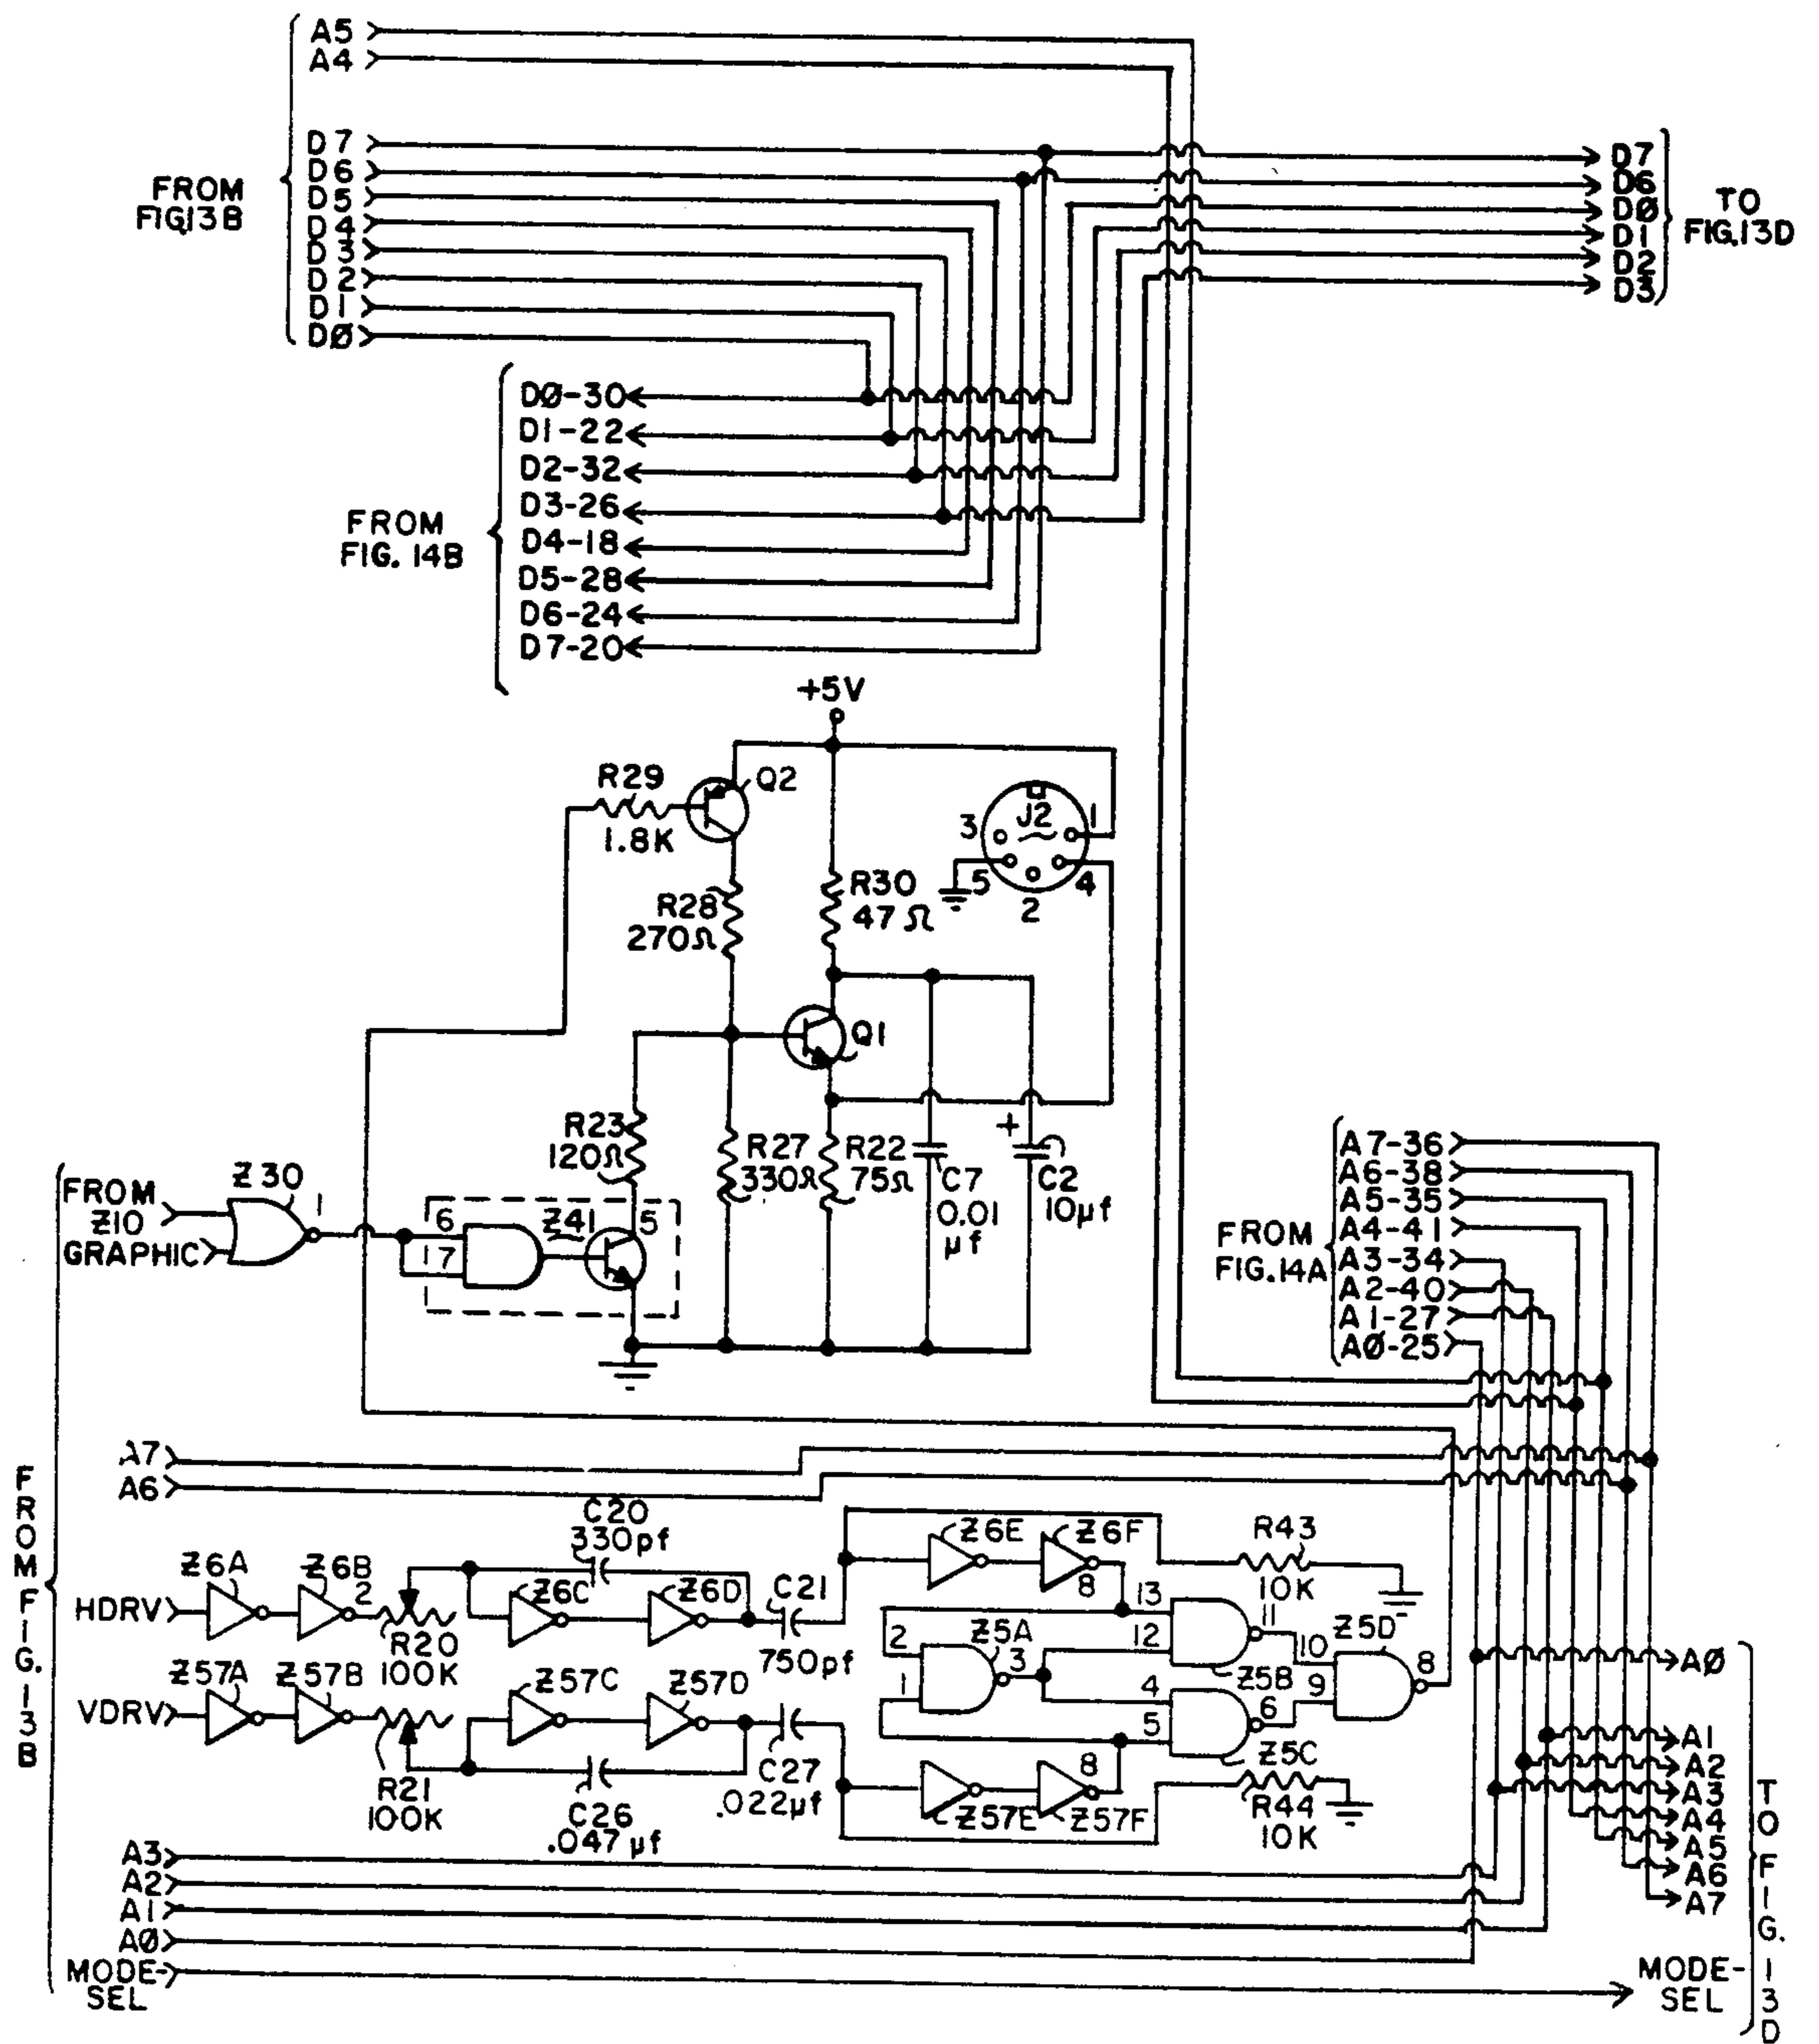 A5
A4
D7
D6
D5
D4
D3
D2
D1
DØ
FROM
FIG13B
D7
D6
DØ
D1
D2
D3
TO
FIG.13D
DØ-30
D1-22
D2-32
D3-26
D4-18
D5-28
D6-24
D7-20
FROM
FIG. 14B
+5V
R29
1.8K
Q2
J2
3
1
5
4
2
R28
270Ω
R30
47 Ω
Q1
R23
120Ω
R27
330Ω
R22
75Ω
C7
0.01
μf
+
C2
10μf
Z30
1
FROM
Z10
GRAPHIC
6
7
Z41
5
FROM
FIG.14A
A7-36
A6-38
A5-35
A4-41
A3-34
A2-40
A1-27
AØ-25
A7
A6
FROM FIG. 13B
C20
330pf
Z6A
Z6B
2
HDRV
R20
100K
Z6C
Z6D
C21
750pf
Z6E
Z6F
8
R43
10K
13
12
11
Z5B
2
1
Z5A
3
10
9
Z5D
8
4
5
6
Z5C
Z57A
Z57B
VDRV
R21
100K
Z57C
Z57D
C26
.047 μf
C27
.022μf
Z57E
Z57F
8
R44
10K
AØ
A1
A2
A3
A4
A5
A6
A7
TO FIG. 13D
A3
A2
A1
AØ
MODE-
SEL
MODE-
SEL